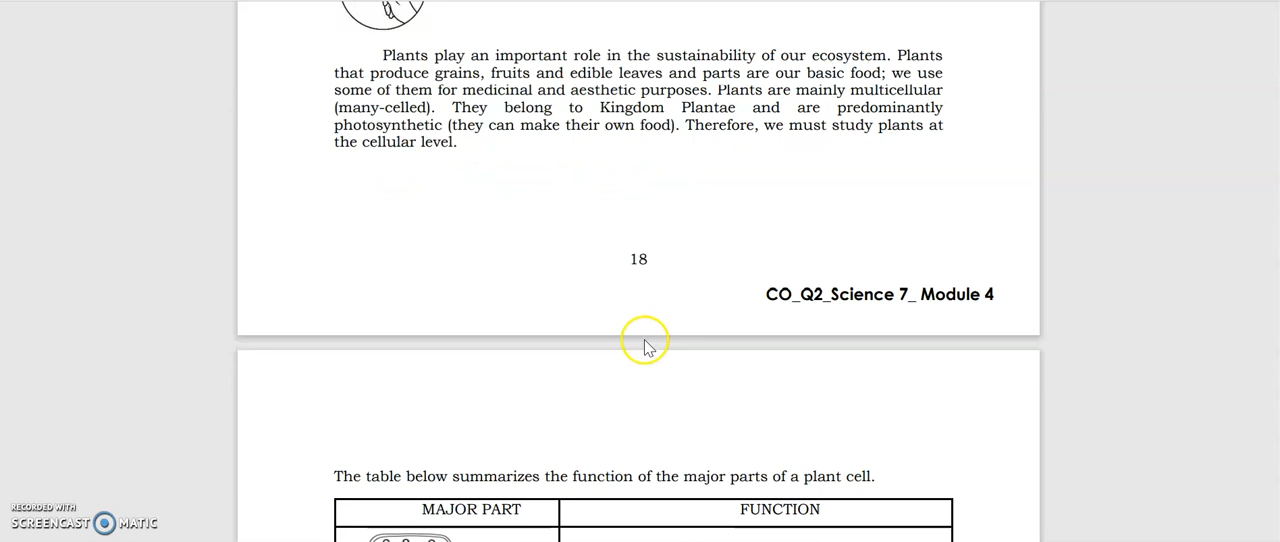 Plants play an important role in the sustainability of our ecosystem. Plants
that produce grains, fruits and edible leaves and parts are our basic food; we use
some of them for medicinal and aesthetic purposes. Plants are mainly multicellular
(many-celled). They belong to Kingdom Plantae and are predominantly
photosynthetic (they can make their own food). Therefore, we must study plants at
the cellular level.
18
CO_Q2_Science 7_ Module 4
The table below summarizes the function of the major parts of a plant cell.
MAJOR PART FUNCTION
RECORDED WITH
SCREENCAST MATIC